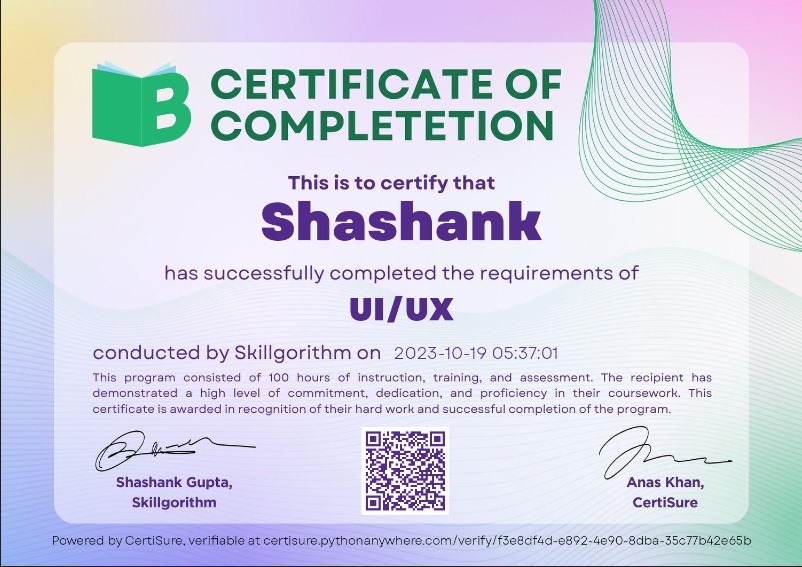 B
CERTIFICATE OF
COMPLETETION
This is to certify that
Shashank
has successfully completed the requirements of
UI/UX
conducted by Skillgorithm on 2023-10-19 05:37:01
This program consisted of 100 hours of instruction, training, and assessment. The recipient has
demonstrated a high level of commitment, dedication, and proficiency in their coursework. This
certificate is awarded in recognition of their hard work and successful completion of the program.
Shashank Gupta,
Skillgorithm
Anas Khan,
CertiSure
Powered by CertiSure, verifiable at certisure.pythonanywhere.com/verify/f3e8df4d-e892-4e90-8dba-35c77b42e65b